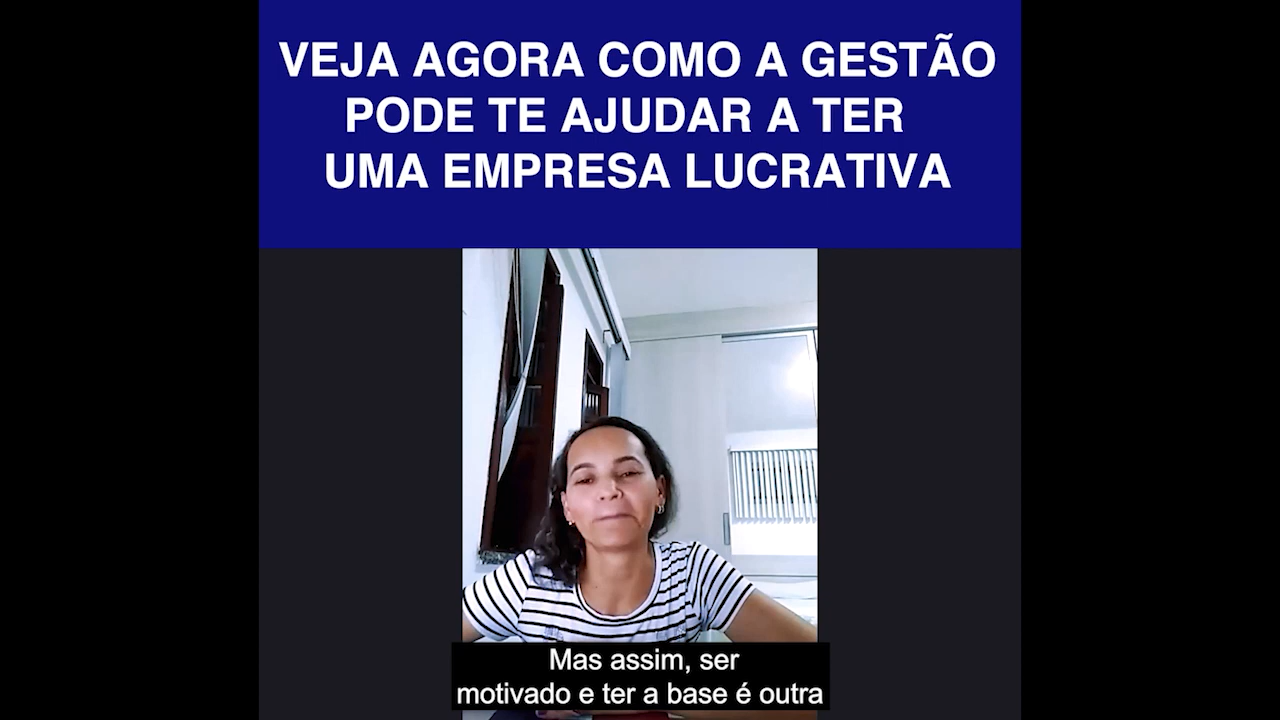 VEJA AGORA COMO A GESTÃO
PODE TE AJUDAR A TER
UMA EMPRESA LUCRATIVA
Mas assim, ser
motivado e ter a base é outra